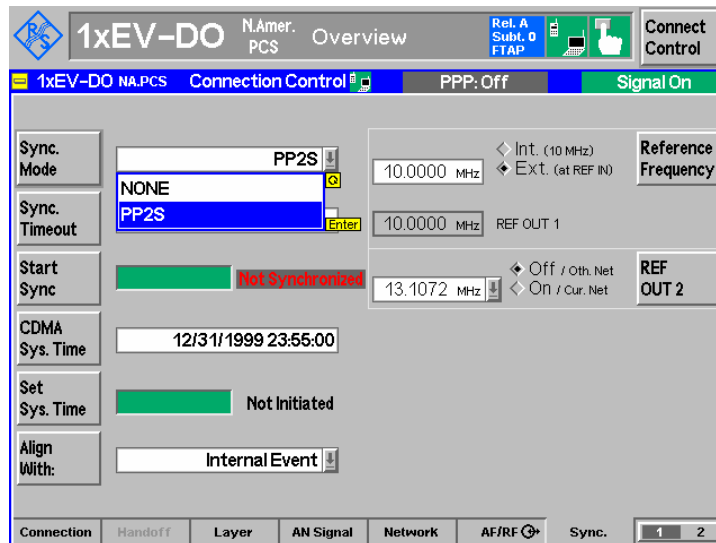 R&S 1xEV-DO N.Amer. PCS Overview Rel. A Subt. 0 FTAP Connect Control
1xEV-DO NA.PCS Connection Control PPP: Off Signal On
Sync. Mode PP2S
NONE
PP2S
Enter
Sync. Timeout
Start Sync Not Synchronized
CDMA Sys. Time 12/31/1999 23:55:00
Set Sys. Time Not Initiated
Align With: Internal Event
10.0000 MHz Int. (10 MHz)
Ext. (at REF IN)
Reference Frequency
10.0000 MHz REF OUT 1
13.1072 MHz Off / Oth. Net
On / Cur. Net
REF OUT 2
Connection Handoff Layer AN Signal Network AF/RF Sync. 1 2